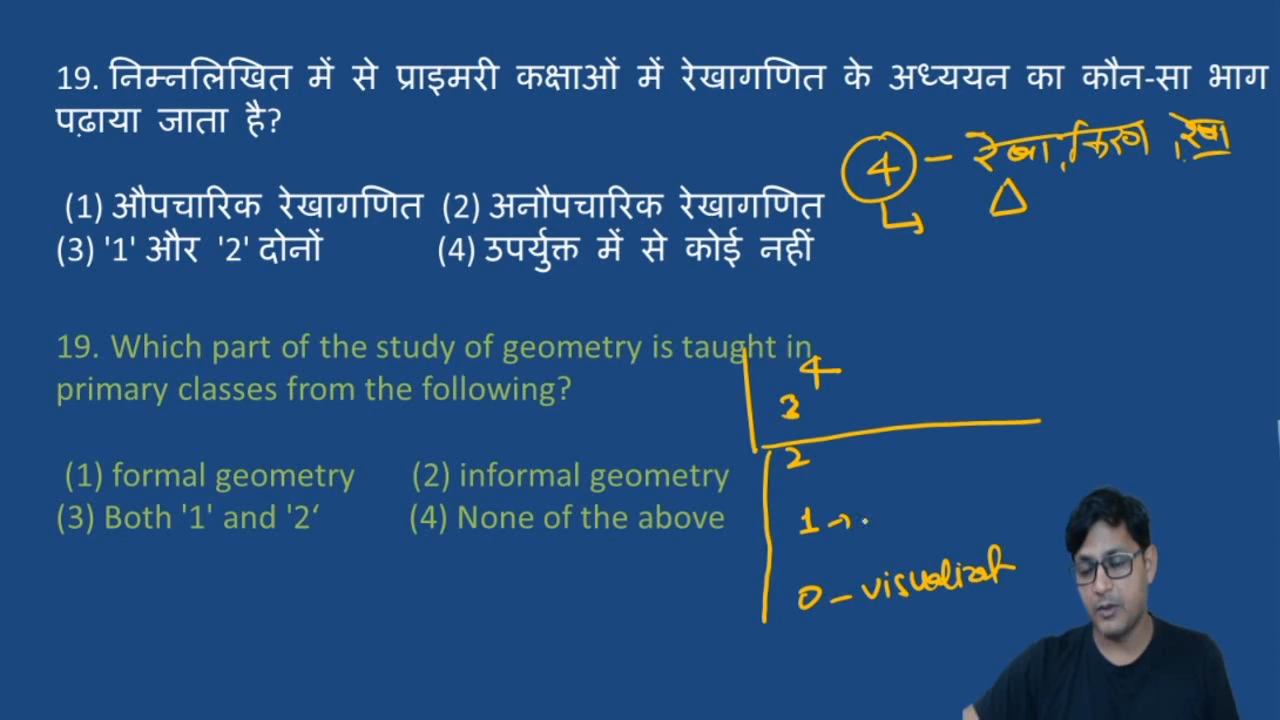 19. निम्नलिखित में से प्राइमरी कक्षाओं में रेखागणित के अध्ययन का कौन-सा भाग
पढ़ाया जाता है?
4 - रेखा, किरण, रेखा
(1) औपचारिक रेखागणित (2) अनौपचारिक रेखागणित
(3) '1' और '2' दोनों (4) उपर्युक्त में से कोई नहीं
19. Which part of the study of geometry is taught in
primary classes from the following?
4
3
(1) formal geometry (2) informal geometry
(3) Both '1' and '2‘ (4) None of the above
2
1 →
0 - visualizat